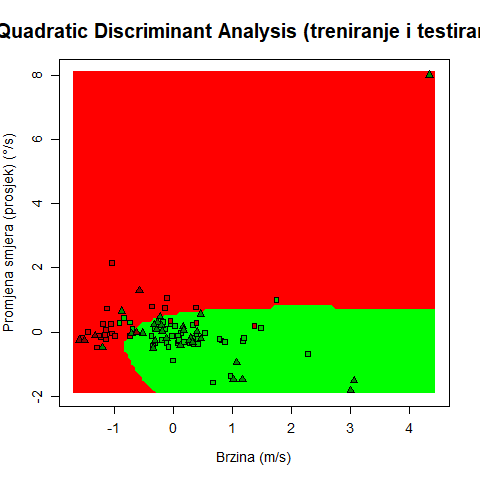 Quadratic Discriminant Analysis (treniranje i testiran
Promjena smjera (prosjek) (°/s)
8
6
4
2
0
-2
-1 0 1 2 3 4
Brzina (m/s)